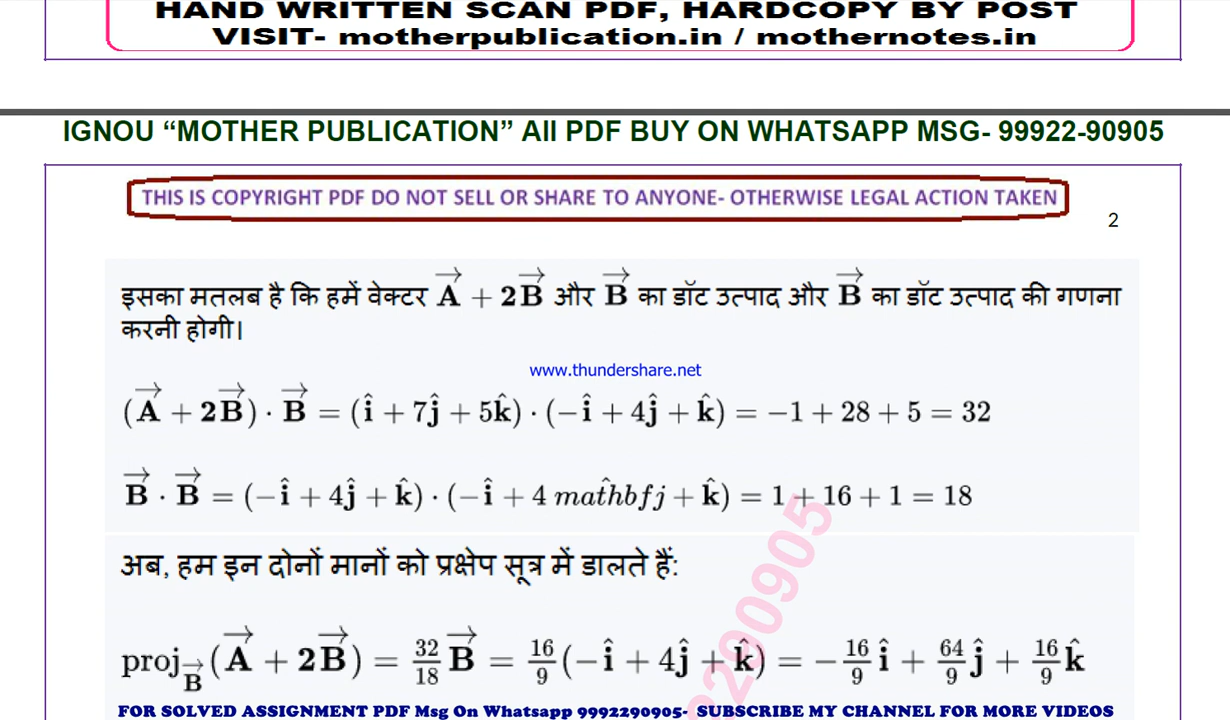 HAND WRITTEN SCAN PDF, HARDCOPY BY POST
VISIT- motherpublication.in / mothernotes.in
IGNOU “MOTHER PUBLICATION” All PDF BUY ON WHATSAPP MSG- 99922-90905
THIS IS COPYRIGHT PDF DO NOT SELL OR SHARE TO ANYONE- OTHERWISE LEGAL ACTION TAKEN
2
इसका मतलब है कि हमें वेक्टर A⃗ + 2B⃗ और B⃗ का डॉट उत्पाद और B⃗ का डॉट उत्पाद की गणना
करनी होगी।
www.thundershare.net
(A⃗ + 2B⃗) · B⃗ = (î + 7ĵ + 5k̂) · (−î + 4ĵ + k̂) = −1 + 28 + 5 = 32
B⃗ · B⃗ = (−î + 4ĵ + k̂) · (−î + 4 mat̂hbfj + k̂) = 1 + 16 + 1 = 18
अब, हम इन दोनों मानों को प्रक्षेप सूत्र में डालते हैं:
proj_B⃗ (A⃗ + 2B⃗) = 32/18 B⃗ = 16/9 (−î + 4ĵ + k̂) = −16/9 î + 64/9 ĵ + 16/9 k̂
FOR SOLVED ASSIGNMENT PDF Msg On Whatsapp 9992290905- SUBSCRIBE MY CHANNEL FOR MORE VIDEOS